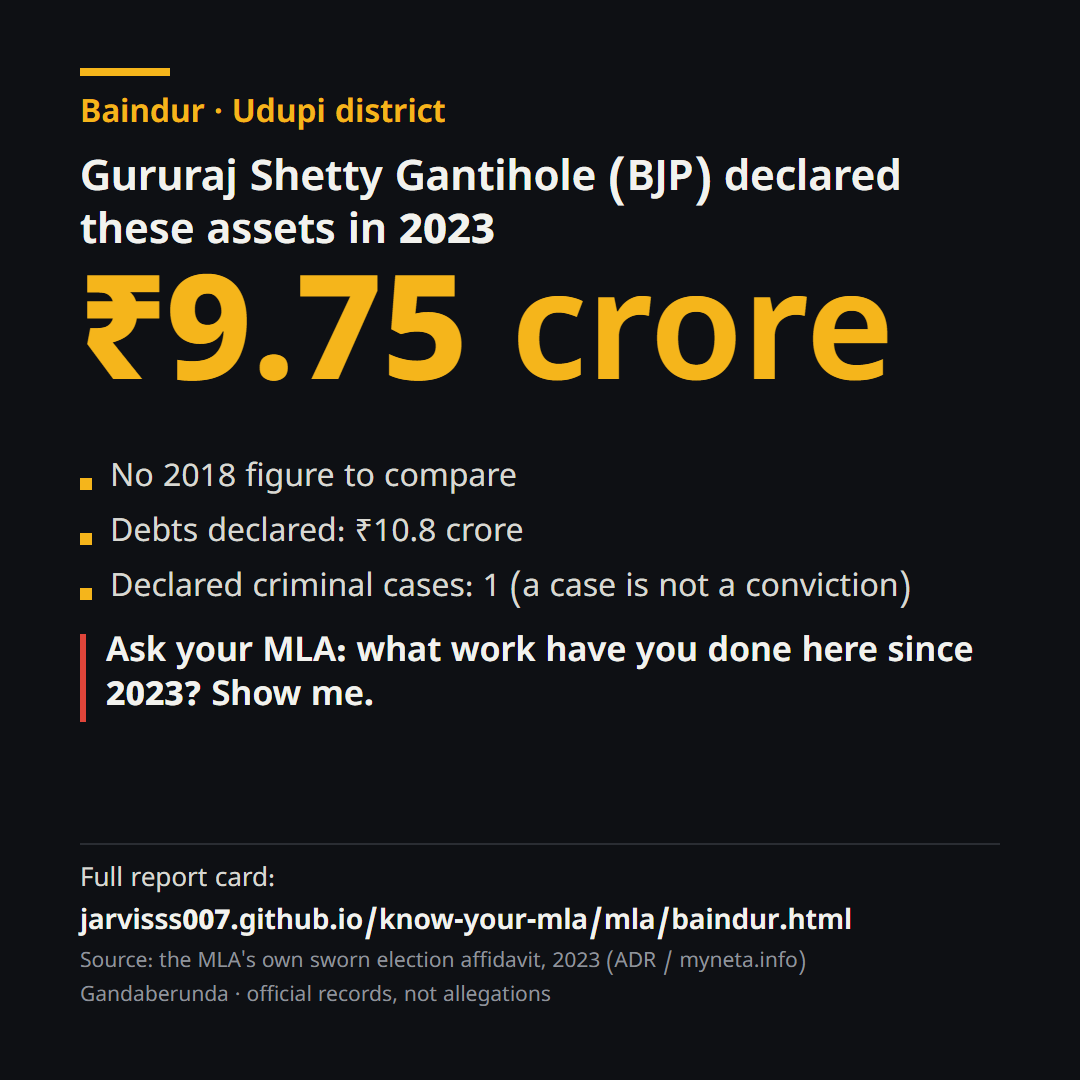 Baindur · Udupi district
Gururaj Shetty Gantihole (BJP) declared
these assets in 2023
₹9.75 crore
No 2018 figure to compare
Debts declared: ₹10.8 crore
Declared criminal cases: 1 (a case is not a conviction)
Ask your MLA: what work have you done here since
2023? Show me.
Full report card:
jarvisss007.github.io/know-your-mla/mla/baindur.html
Source: the MLA's own sworn election affidavit, 2023 (ADR / myneta.info)
Gandaberunda · official records, not allegations